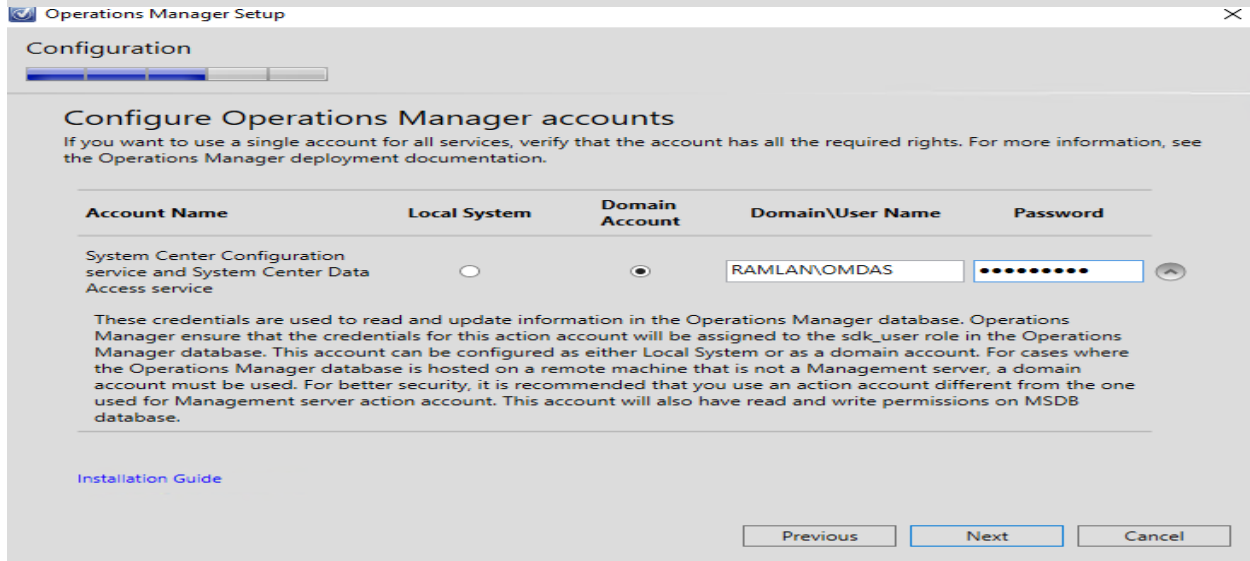 Operations Manager Setup
Configuration
Configure Operations Manager accounts
If you want to use a single account for all services, verify that the account has all the required rights. For more information, see
the Operations Manager deployment documentation.
Account Name Local System Domain Account Domain\User Name Password
System Center Configuration
service and System Center Data
Access service
RAMLAN\OMDAS
These credentials are used to read and update information in the Operations Manager database. Operations
Manager ensure that the credentials for this action account will be assigned to the sdk_user role in the Operations
Manager database. This account can be configured as either Local System or as a domain account. For cases where
the Operations Manager database is hosted on a remote machine that is not a Management server, a domain
account must be used. For better security, it is recommended that you use an action account different from the one
used for Management server action account. This account will also have read and write permissions on MSDB
database.
Installation Guide
Previous Next Cancel